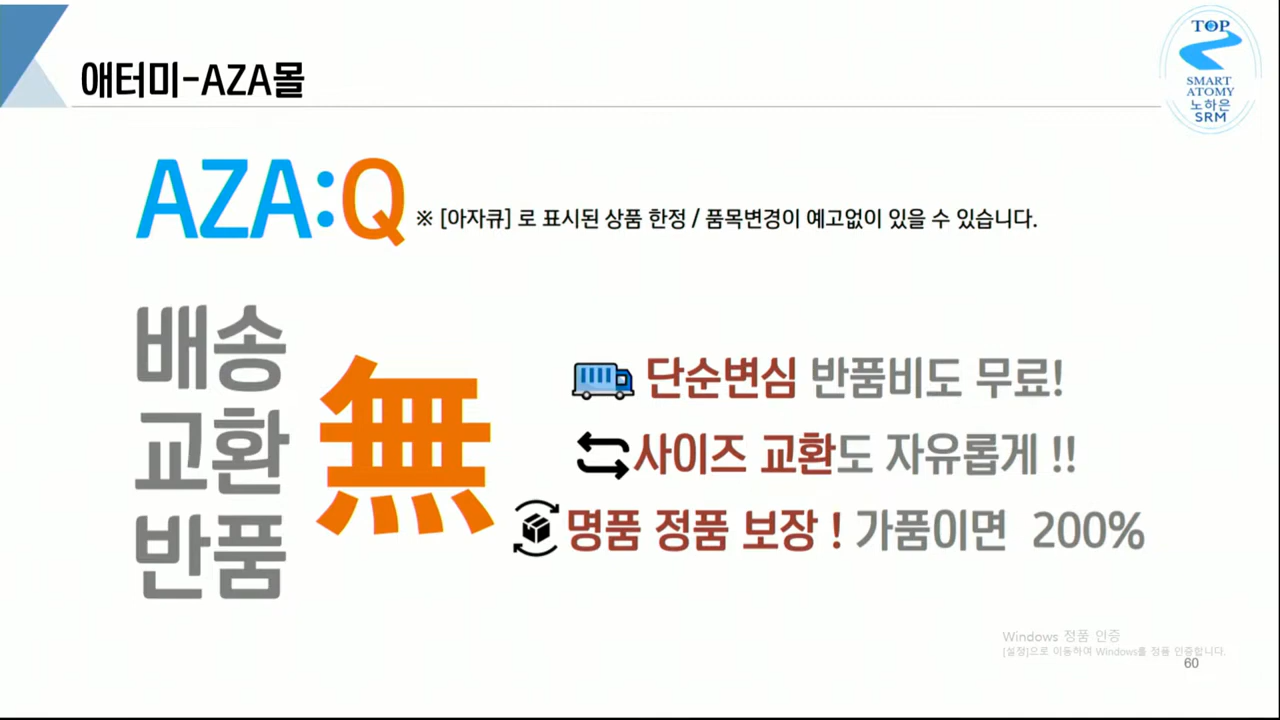 애터미-AZA몰
TOP
SMART
ATOMY
노하은
SRM
AZA:Q ※ [아자큐] 로 표시된 상품 한정 / 품목변경이 예고없이 있을 수 있습니다.
배송
교환
반품
無
단순변심 반품비도 무료!
사이즈 교환도 자유롭게 !!
명품 정품 보장 ! 가품이면 200%
Windows 정품 인증
[설정]으로 이동하여 Windows를 정품 인증합니다.
60